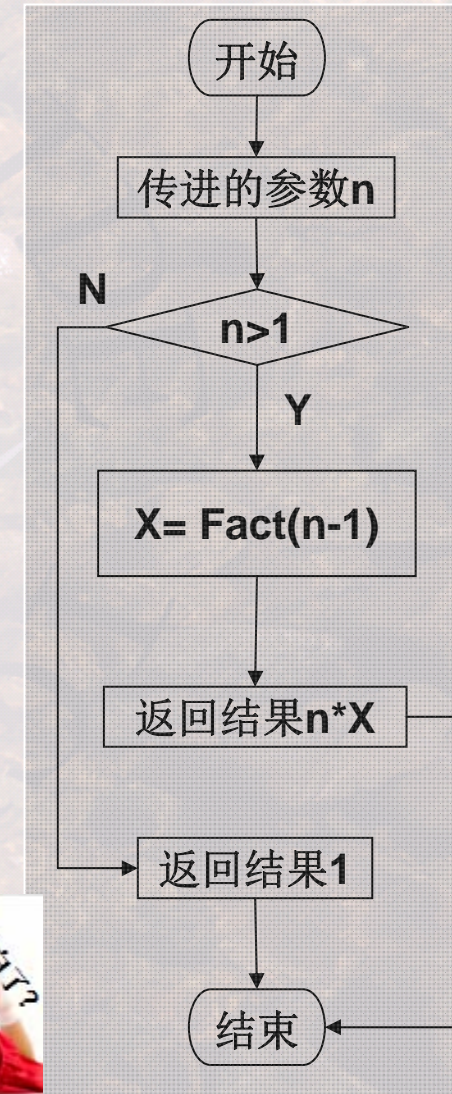 开始
传进的参数n
N
n>1
Y
X= Fact(n-1)
返回结果n*X
返回结果1
了?
结束